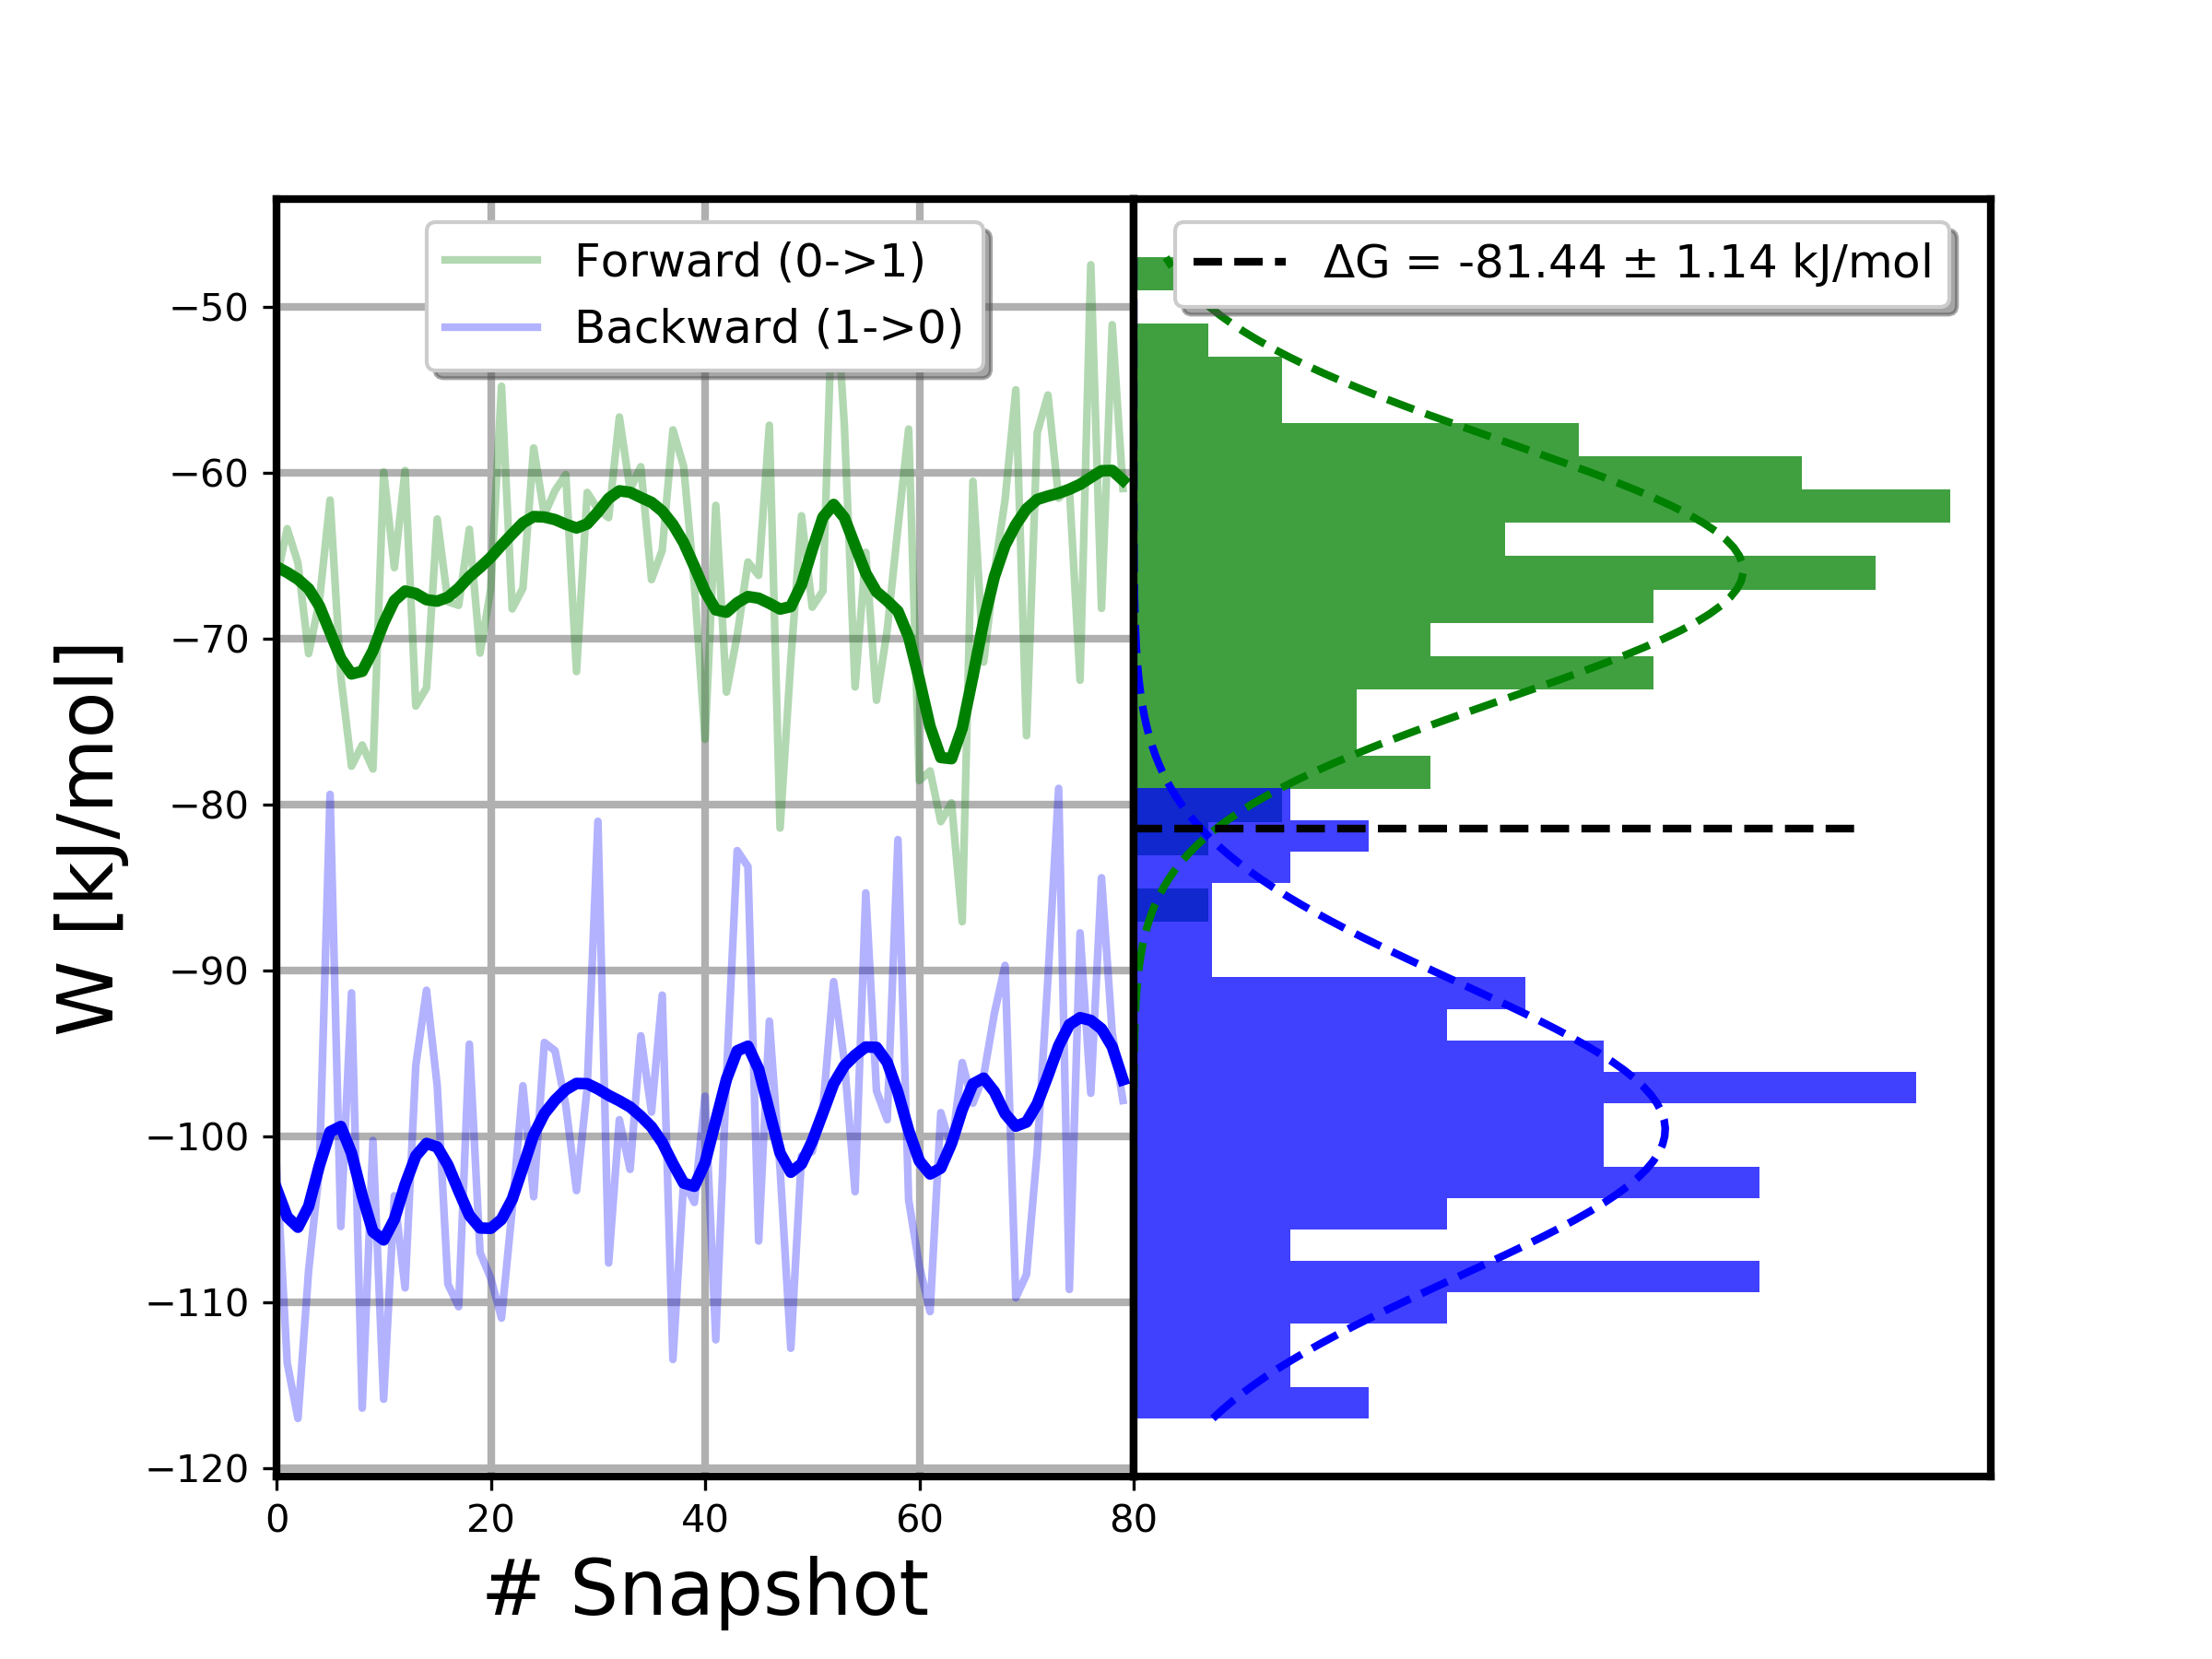 Forward (0->1)
Backward (1->0)
ΔG = -81.44 ± 1.14 kJ/mol
W [kJ/mol]
−50
−60
−70
−80
−90
−100
−110
−120
0 20 40 60 80
# Snapshot